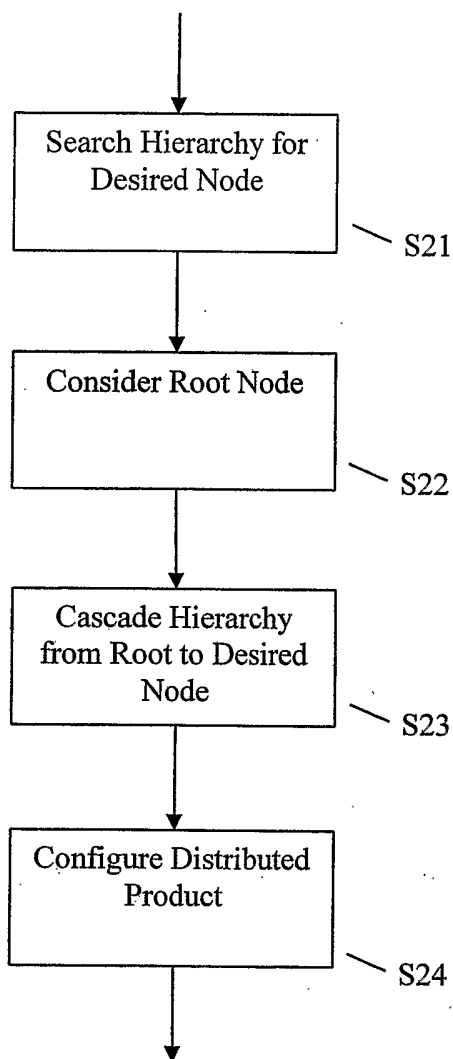 Search Hierarchy for
Desired Node
S21
Consider Root Node
S22
Cascade Hierarchy
from Root to Desired
Node
S23
Configure Distributed
Product
S24